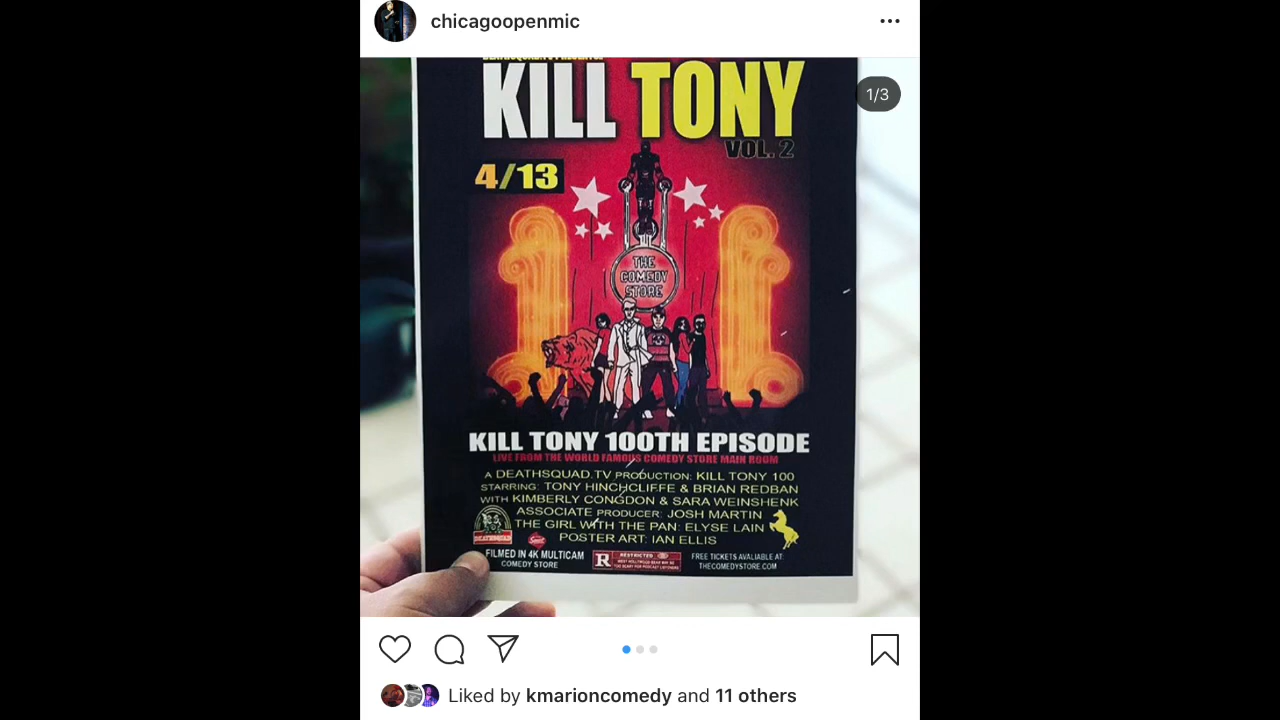 chicagoopenmic
1/3
KILL TONY
VOL. 2
4/13
THE
COMEDY
STORE
KILL TONY 100TH EPISODE
LIVE FROM THE WORLD FAMOUS COMEDY STORE MAIN ROOM
A DEATHSQUAD.TV PRODUCTION: KILL TONY 100
STARRING: TONY HINCHCLIFFE & BRIAN REDBAN
WITH KIMBERLY CONGDON & SARA WEINSHENK
ASSOCIATE PRODUCER: JOSH MARTIN
THE GIRL WITH THE PAN: ELYSE LAIN
POSTER ART: IAN ELLIS
DEATHSQUAD
FILMED IN 4K MULTICAM
COMEDY STORE
R
RESTRICTED
FREE TICKETS AVALIABLE AT:
THECOMEDYSTORE.COM
Liked by kmarioncomedy and 11 others